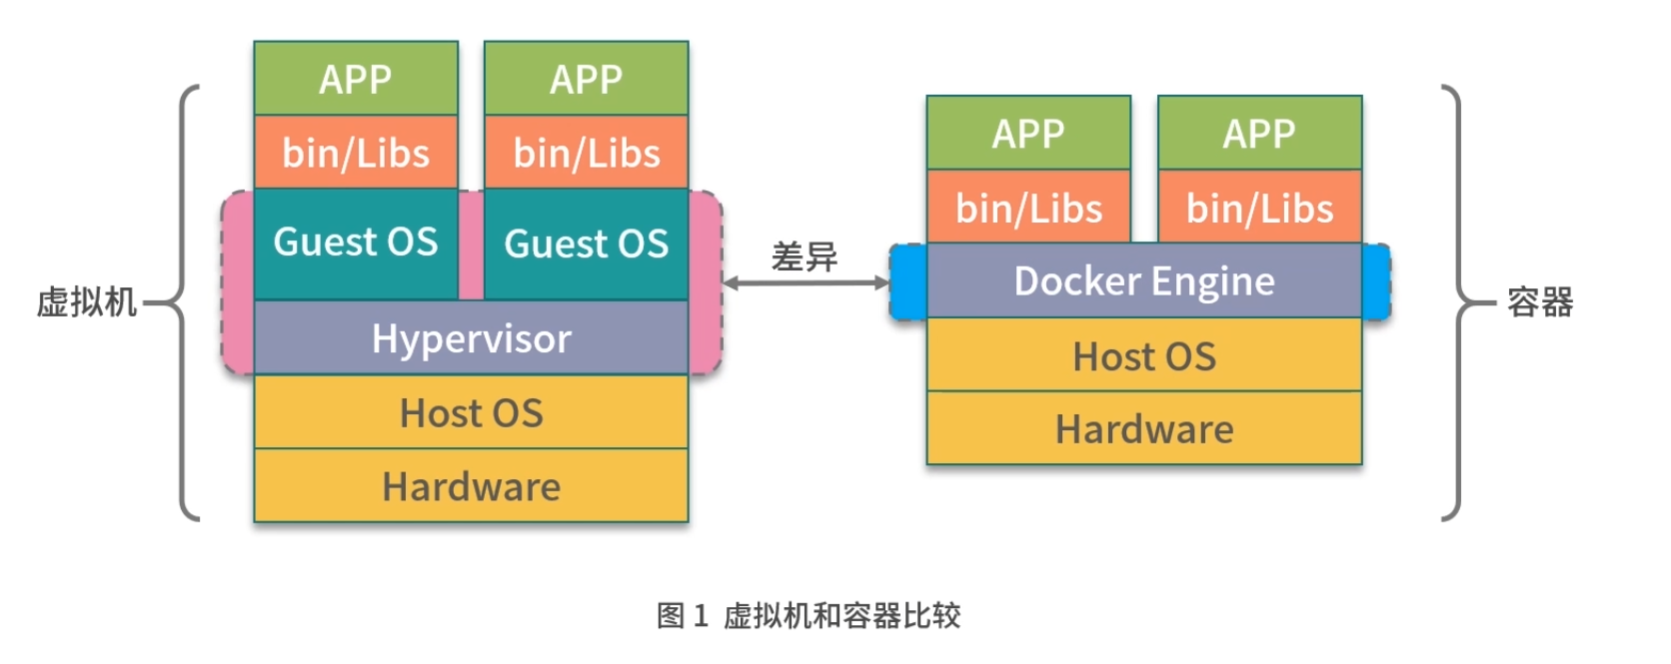 虚拟机
APP
APP
bin/Libs
bin/Libs
Guest OS
Guest OS
Hypervisor
Host OS
Hardware
差异
APP
APP
bin/Libs
bin/Libs
Docker Engine
Host OS
Hardware
容器
图 1 虚拟机和容器比较